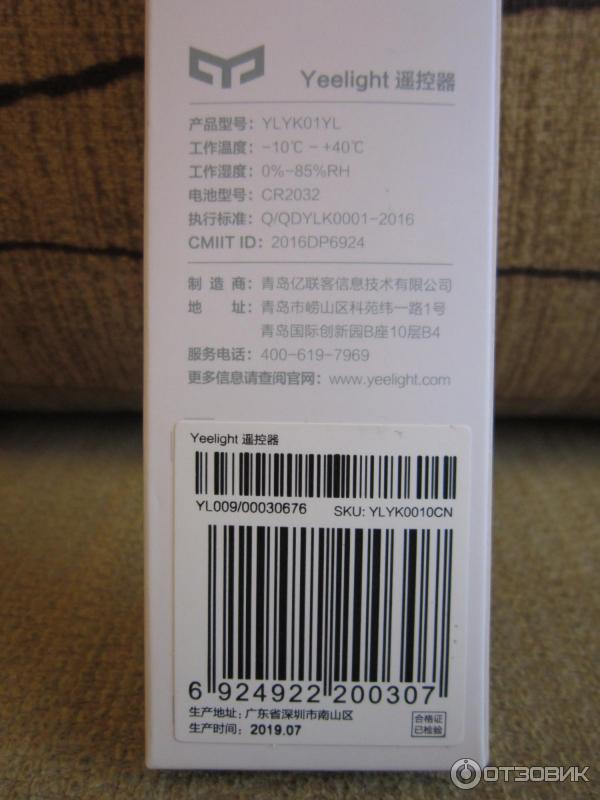 Yeelight 遥控器
产品型号： YLYK01YL
工作温度： -10℃ - +40℃
工作湿度： 0%-85%RH
电池型号： CR2032
执行标准： Q/QDYLK0001-2016
CMIIT ID： 2016DP6924
制 造 商： 青岛亿联客信息技术有限公司
地 址： 青岛市崂山区科苑纬一路1号
青岛国际创新园B座10层B4
服务电话： 400-619-7969
更多信息请查阅官网： www.yeelight.com
Yeelight 遥控器
YL009/00030676 SKU: YLYK0010CN
6 924922 200307
生产地址: 广东省深圳市南山区
生产时间: 2019.07
合格证
已检验
ОТЗОВИК